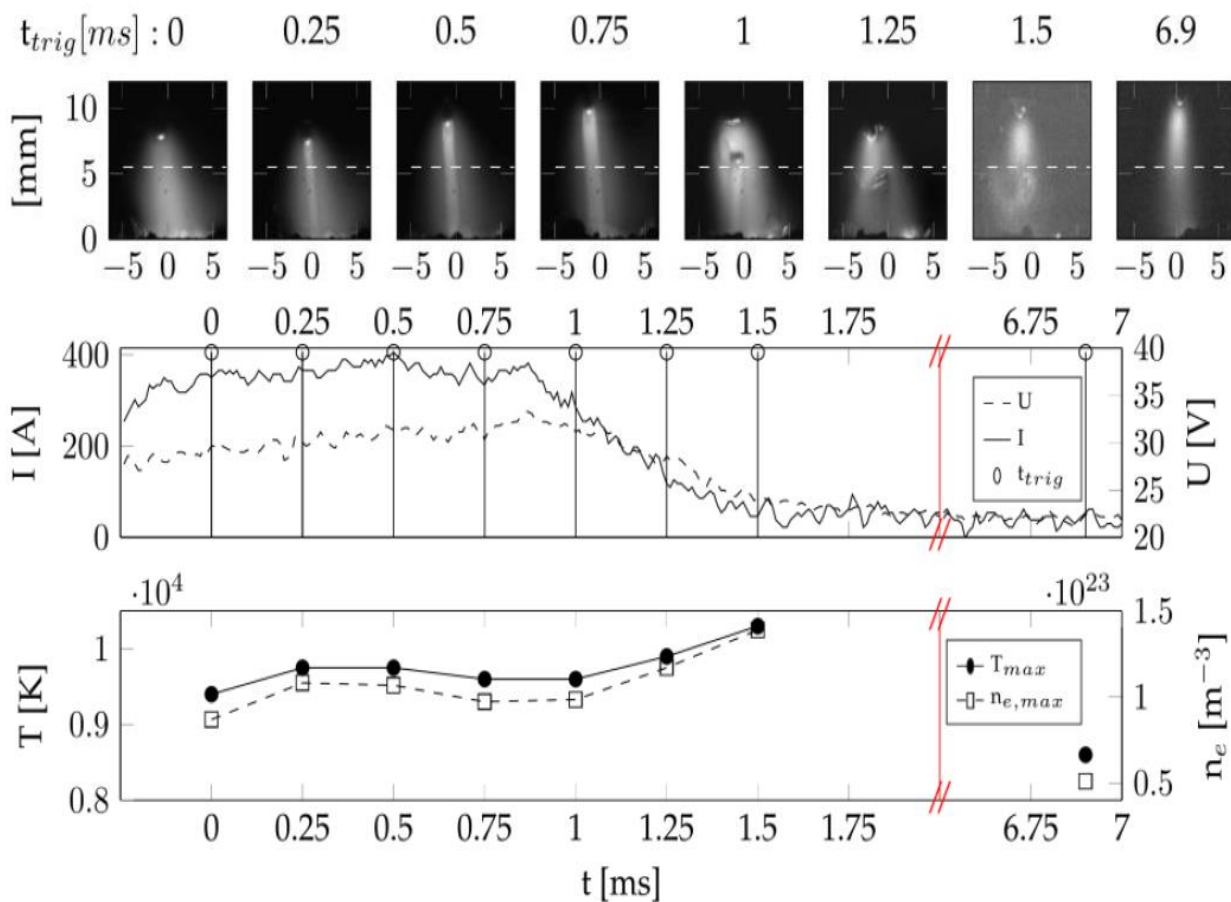 t_trig[ms] : 0 0.25 0.5 0.75 1 1.25 1.5 6.9
10
5
0
[mm]
−5 0 5 −5 0 5 −5 0 5 −5 0 5 −5 0 5 −5 0 5 −5 0 5 −5 0 5
0 0.25 0.5 0.75 1 1.25 1.5 1.75 6.75 7
400
200
0
I [A]
40
35
30
25
20
U [V]
U
I
t_trig
·10^4
1
0.9
0.8
T [K]
·10^23
1.5
1
0.5
n_e [m^−3]
T_max
n_e,max
0 0.25 0.5 0.75 1 1.25 1.5 1.75 6.75 7
t [ms]